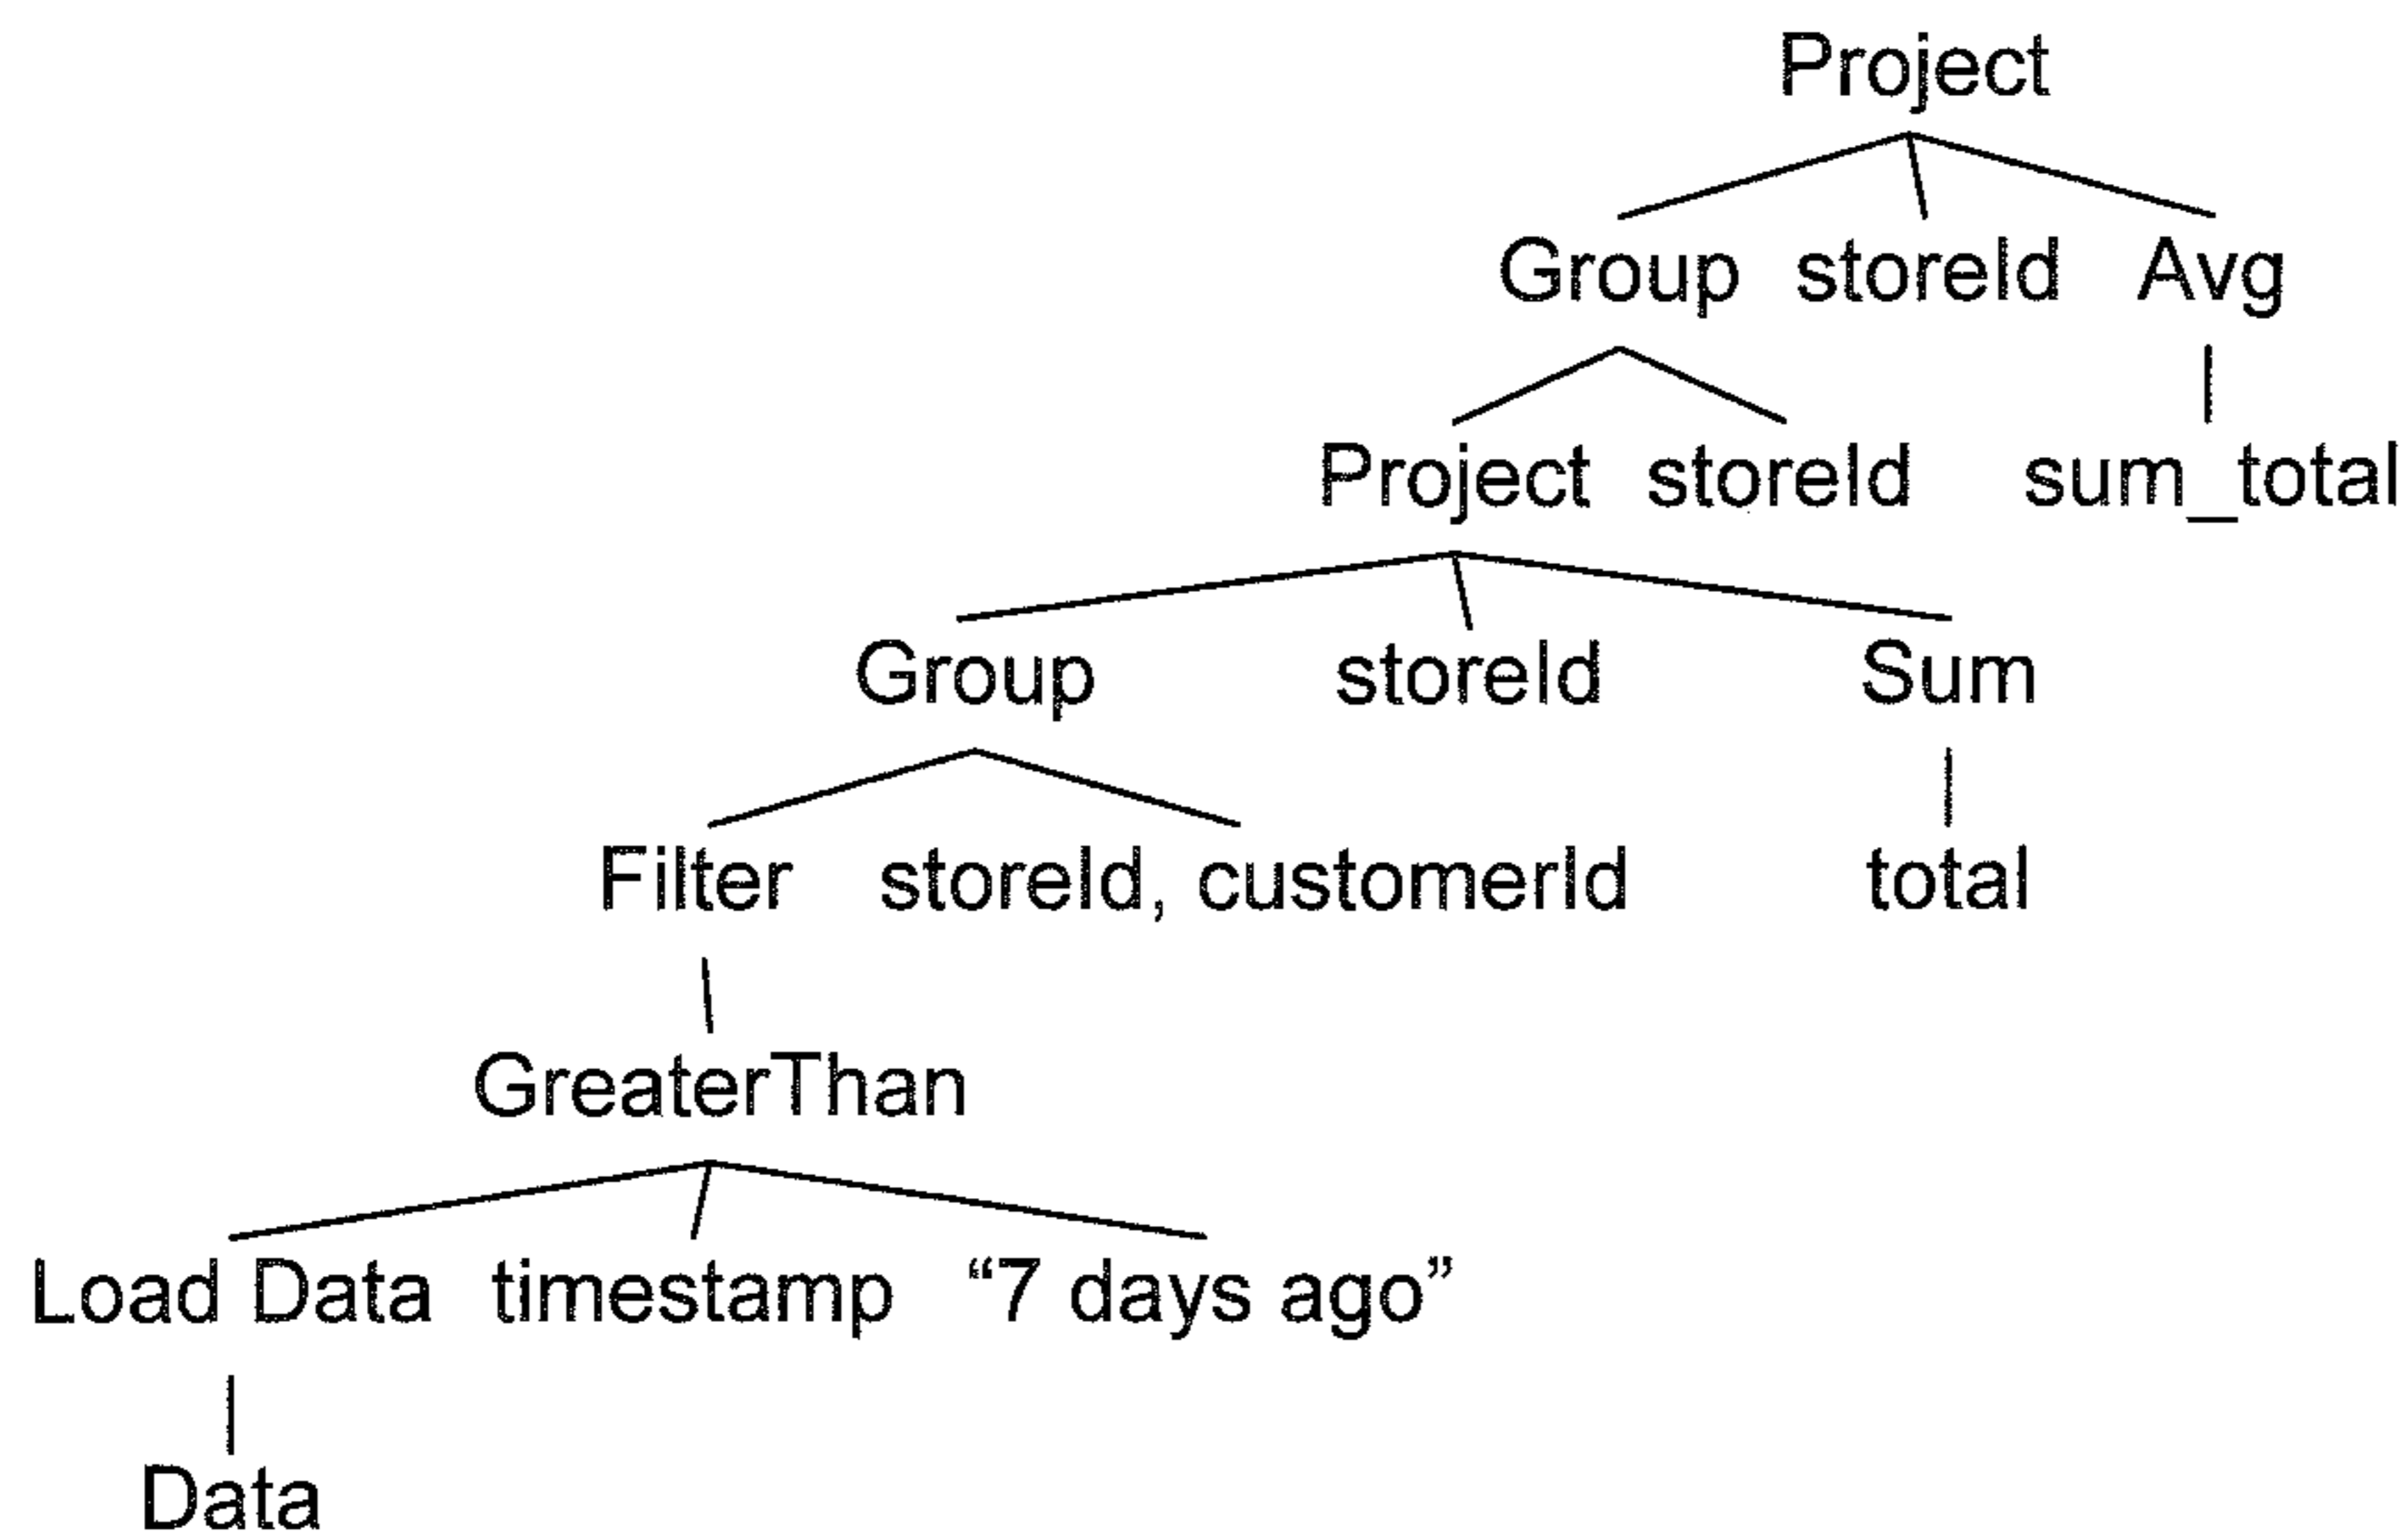 Project
Group storeId Avg
Project storeId sum_total
Group storeId Sum
Filter storeId, customerId total
GreaterThan
Load Data timestamp “7 days ago”
Data